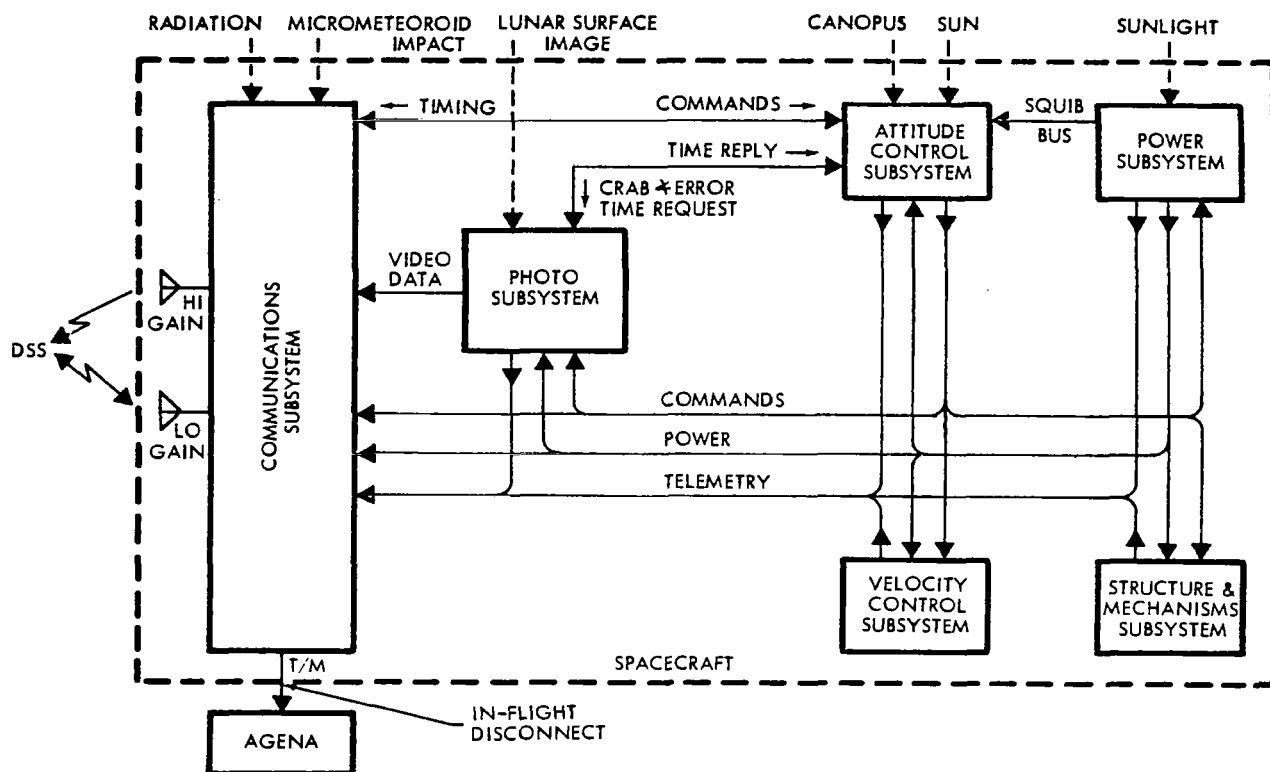 RADIATION
MICROMETEOROID
IMPACT
LUNAR SURFACE
IMAGE
CANOPUS
SUN
SUNLIGHT
← TIMING
COMMANDS →
SQUIB
BUS
ATTITUDE
CONTROL
SUBSYSTEM
POWER
SUBSYSTEM
TIME REPLY →
↓ CRAB ∡ ERROR
TIME REQUEST
VIDEO
DATA
PHOTO
SUBSYSTEM
HI
GAIN
DSS
LO
GAIN
COMMUNICATIONS
SUBSYSTEM
COMMANDS
POWER
TELEMETRY
VELOCITY
CONTROL
SUBSYSTEM
STRUCTURE &
MECHANISMS
SUBSYSTEM
T/M
SPACECRAFT
IN-FLIGHT
DISCONNECT
AGENA